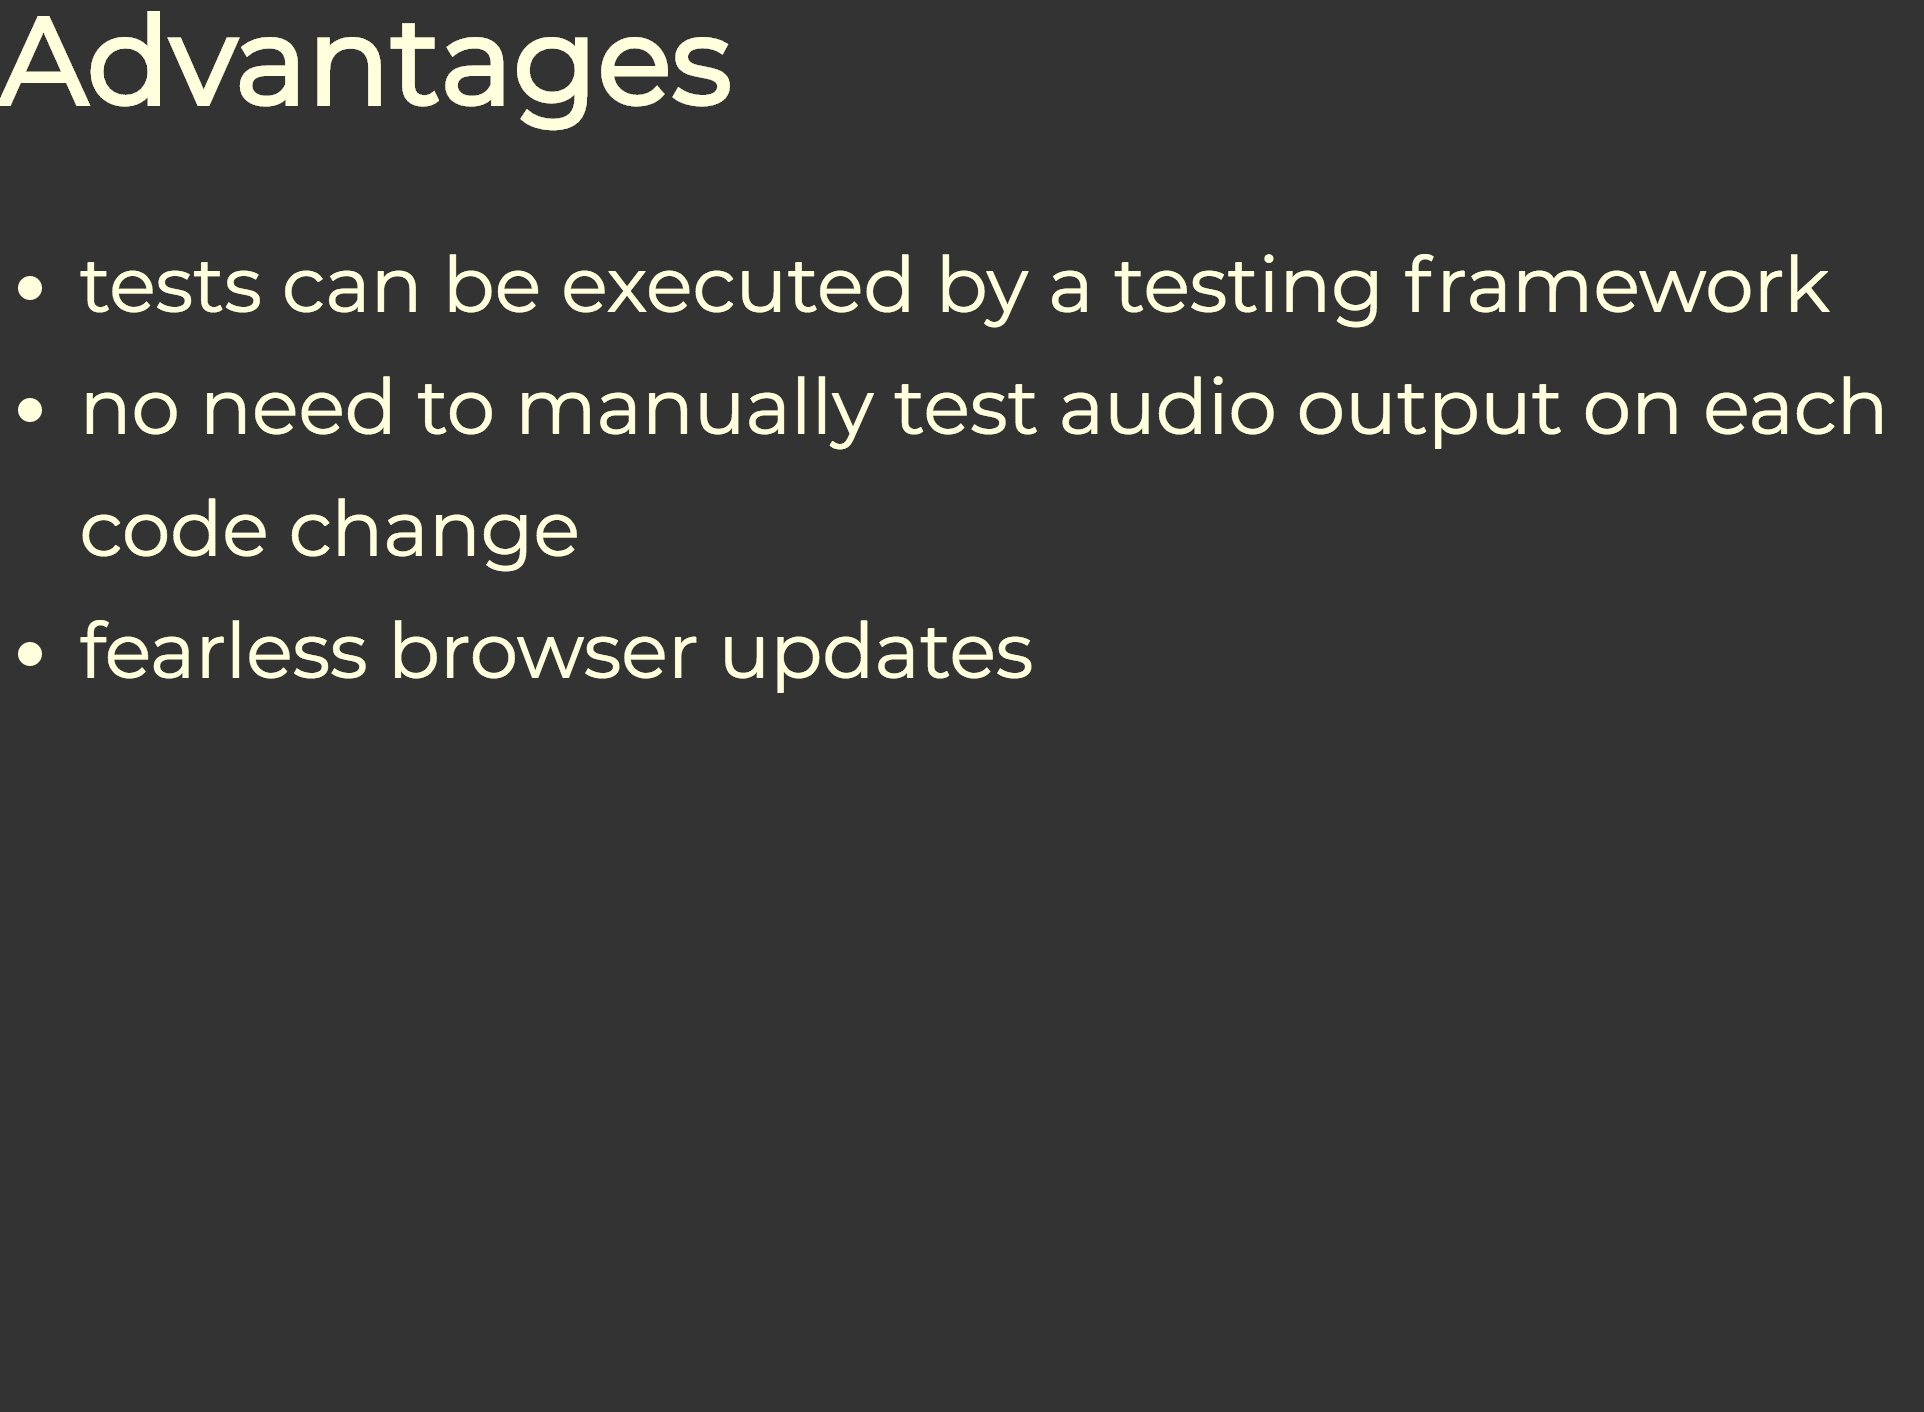 Advantages
• tests can be executed by a testing framework
• no need to manually test audio output on each
code change
• fearless browser updates